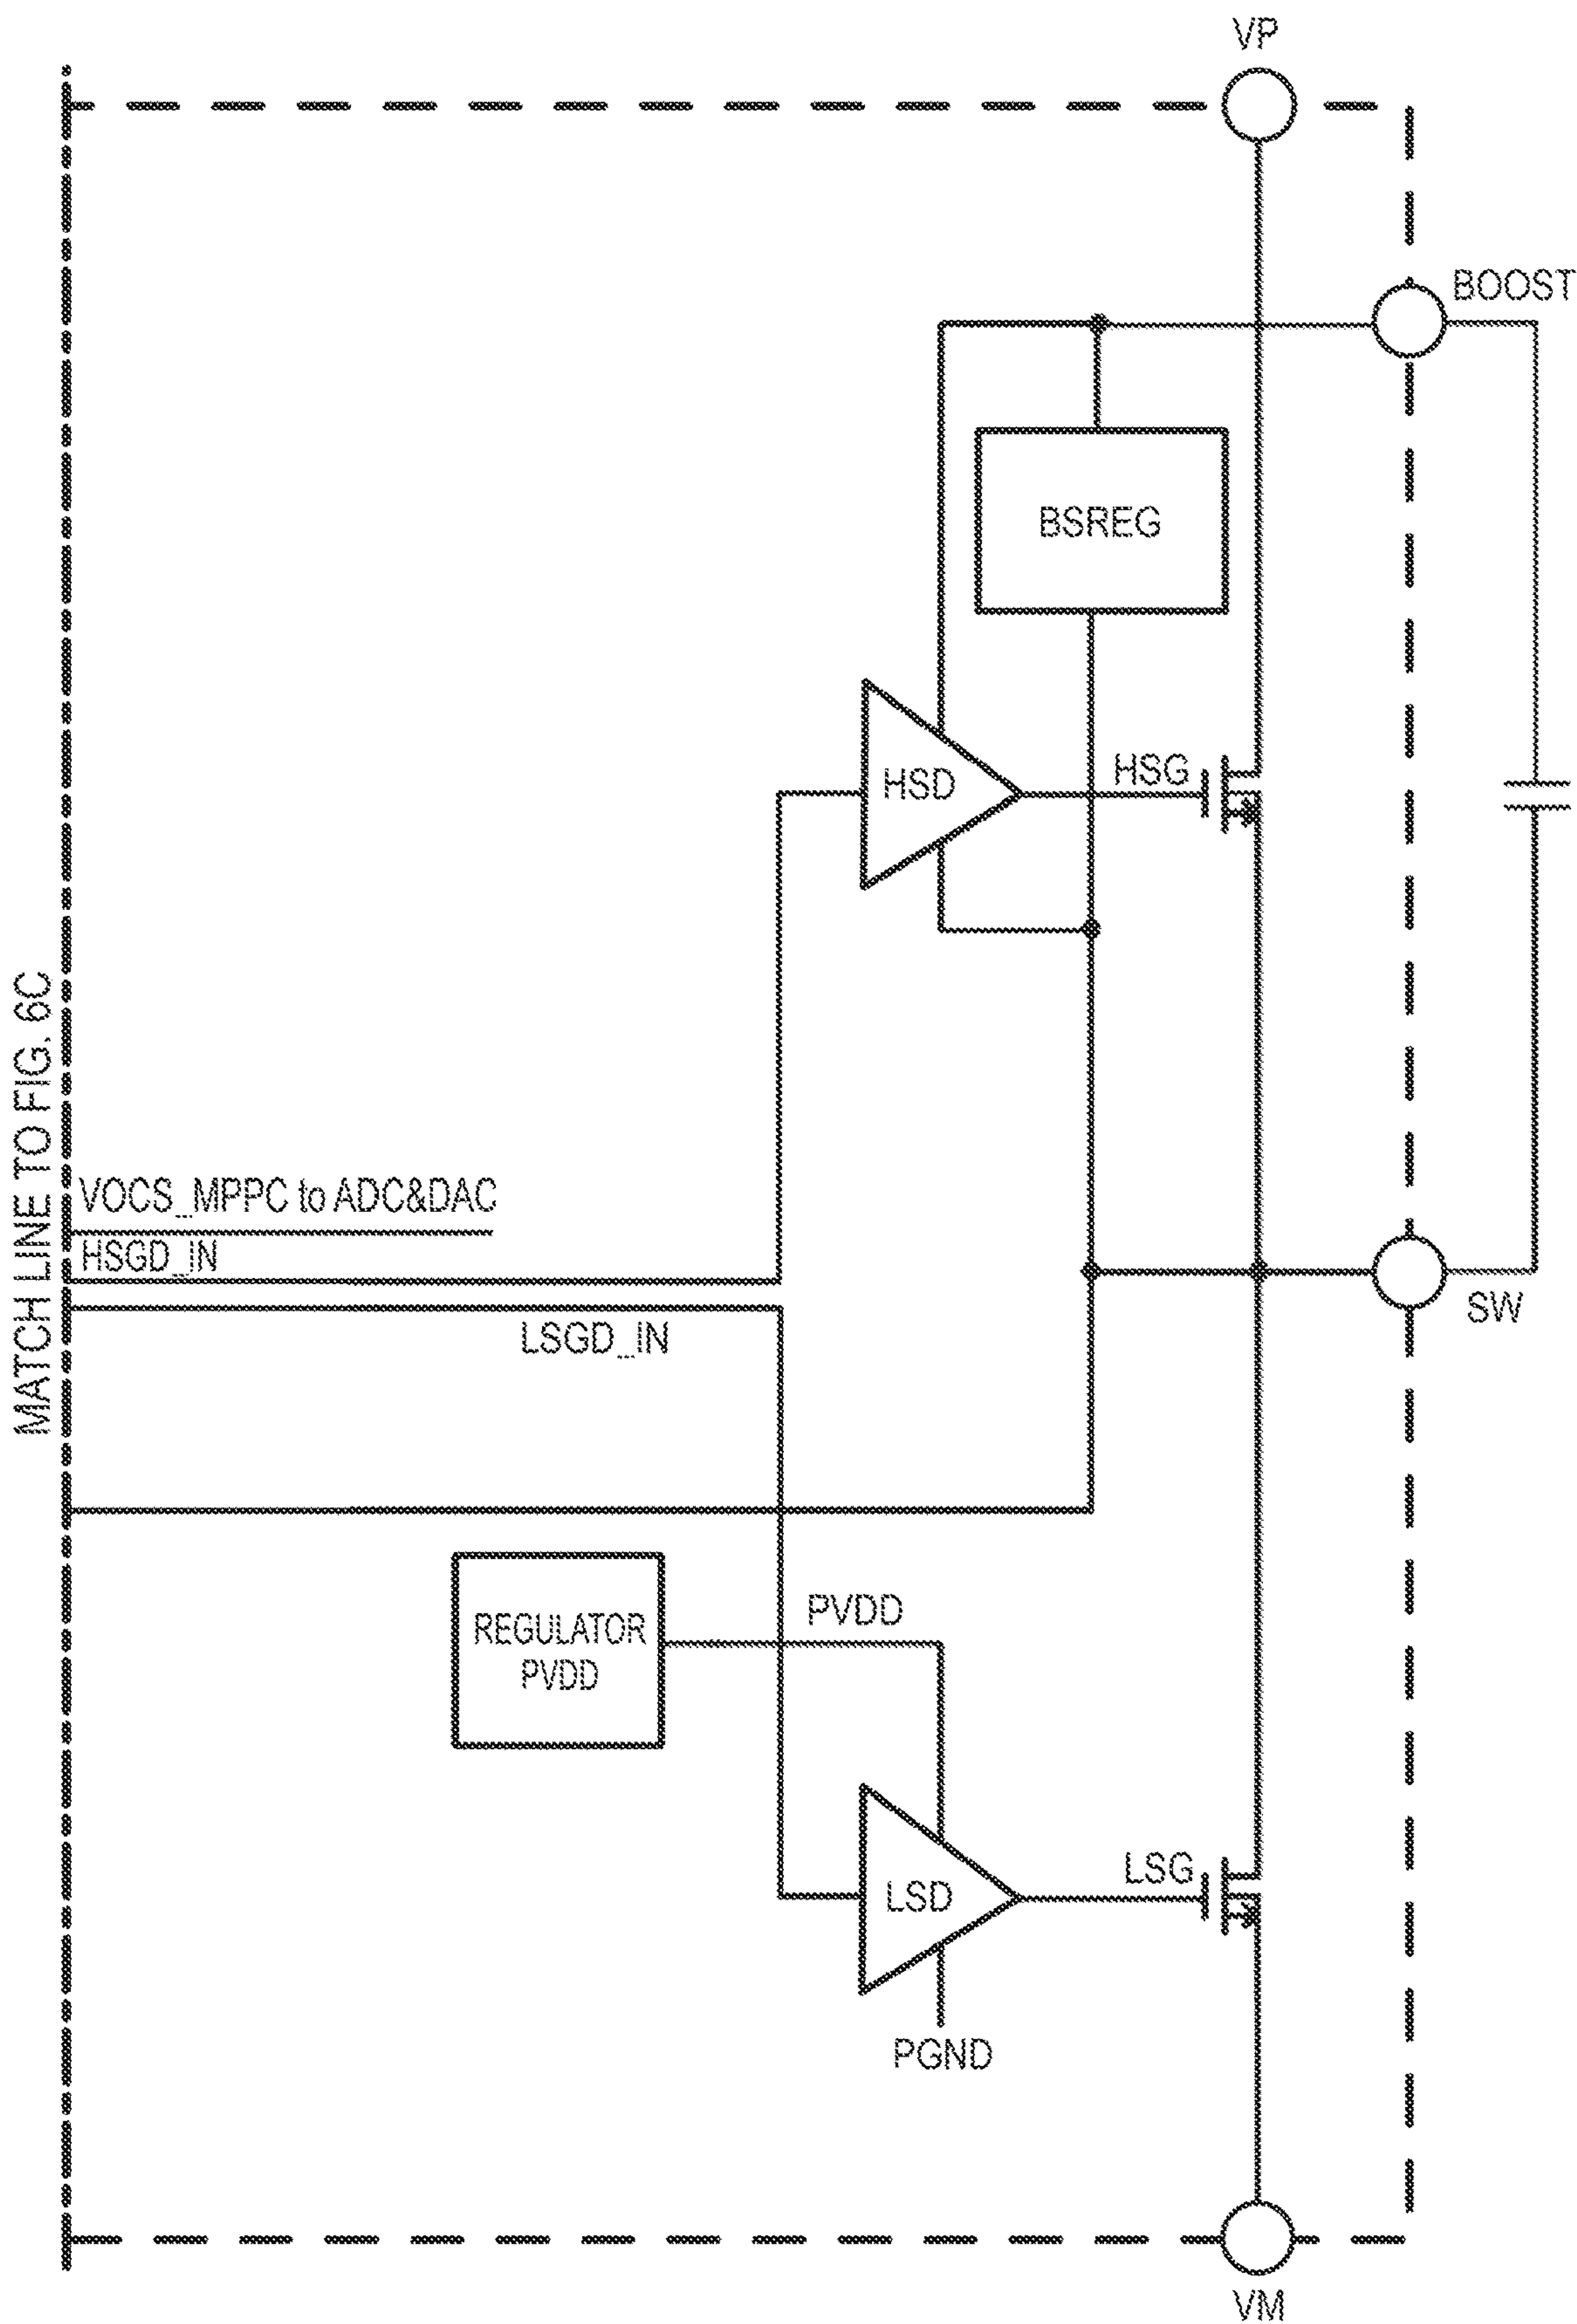 VP
BOOST
BSREG
HSD
HSG
MATCH LINE TO FIG. 6C
VOCS_MPPC to ADC&DAC
HSGD_IN
LSGD_IN
SW
REGULATOR
PVDD
PVDD
LSD
LSG
PGND
VM